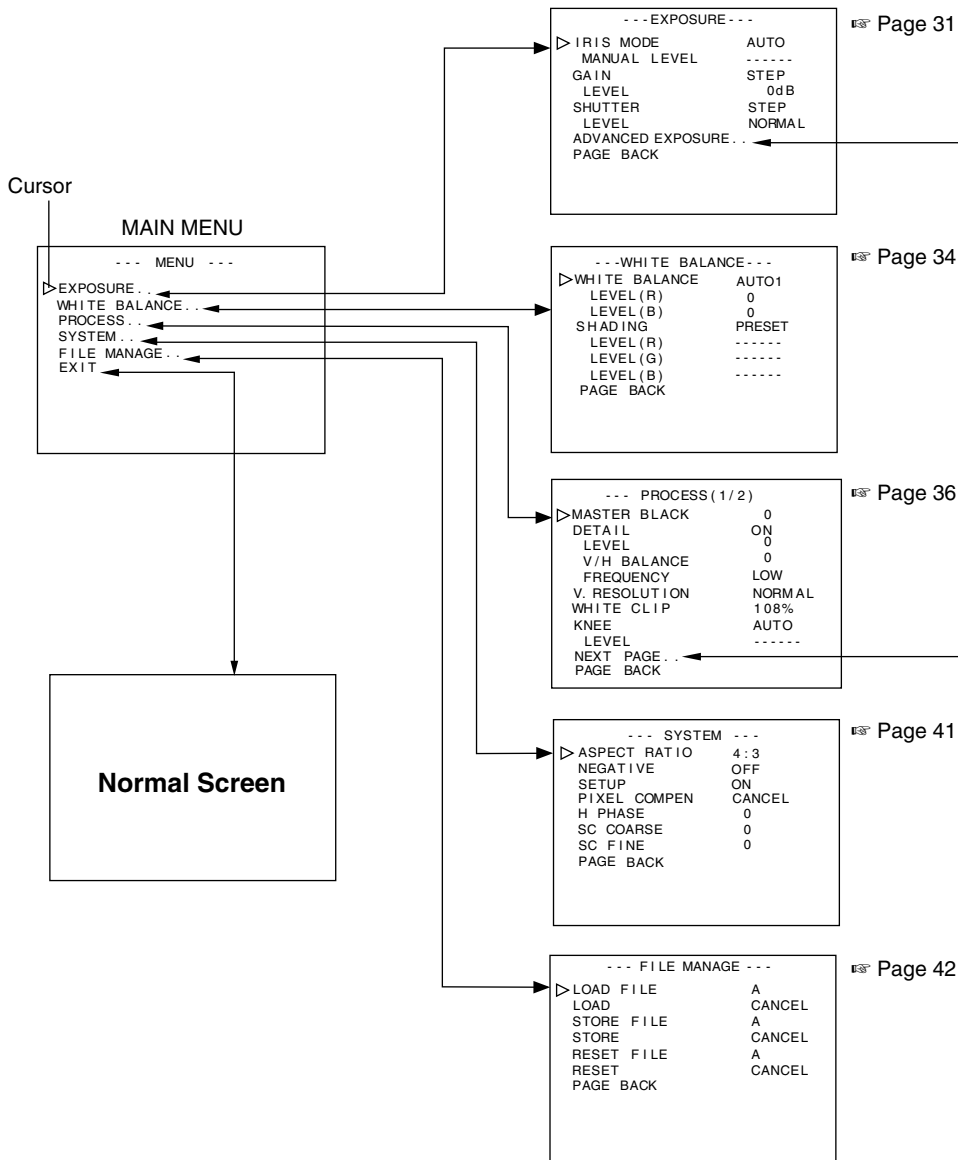 Cursor
MAIN MENU
--- MENU ---
EXPOSURE..
WHITE BALANCE..
PROCESS..
SYSTEM..
FILE MANAGE..
EXIT
Normal Screen
---EXPOSURE---
IRIS MODE AUTO
MANUAL LEVEL ------
GAIN STEP
LEVEL 0dB
SHUTTER STEP
LEVEL NORMAL
ADVANCED EXPOSURE..
PAGE BACK
☞ Page 31
---WHITE BALANCE---
WHITE BALANCE AUTO1
LEVEL(R) 0
LEVEL(B) 0
SHADING PRESET
LEVEL(R) ------
LEVEL(G) ------
LEVEL(B) ------
PAGE BACK
☞ Page 34
--- PROCESS(1/2)
MASTER BLACK 0
DETAIL ON
LEVEL 0
V/H BALANCE 0
FREQUENCY LOW
V. RESOLUTION NORMAL
WHITE CLIP 108%
KNEE AUTO
LEVEL ------
NEXT PAGE..
PAGE BACK
☞ Page 36
--- SYSTEM ---
ASPECT RATIO 4:3
NEGATIVE OFF
SETUP ON
PIXEL COMPEN CANCEL
H PHASE 0
SC COARSE 0
SC FINE 0
PAGE BACK
☞ Page 41
--- FILE MANAGE ---
LOAD FILE A
LOAD CANCEL
STORE FILE A
STORE CANCEL
RESET FILE A
RESET CANCEL
PAGE BACK
☞ Page 42